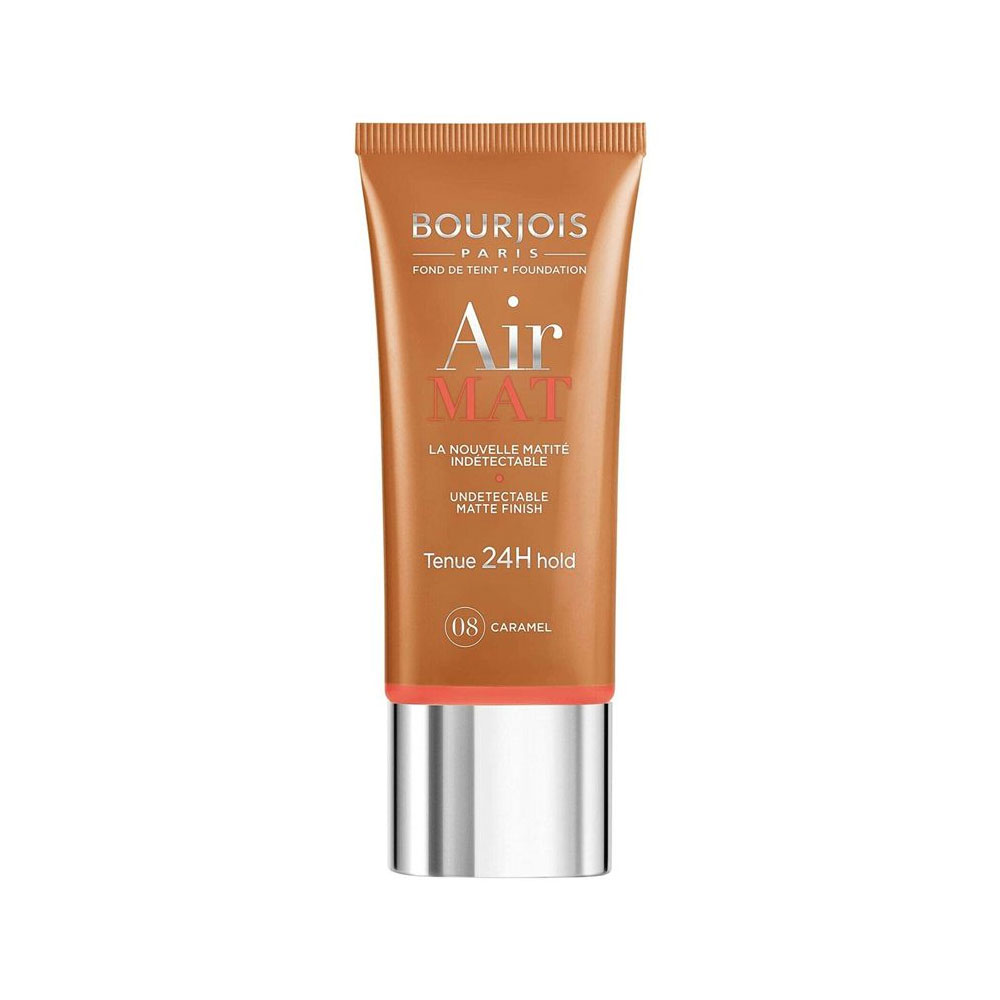 BOURJOIS
PARIS
FOND DE TEINT • FOUNDATION
Air
MAT
LA NOUVELLE MATITÉ
INDÉTECTABLE
UNDETECTABLE
MATTE FINISH
Tenue 24H hold
08 CARAMEL